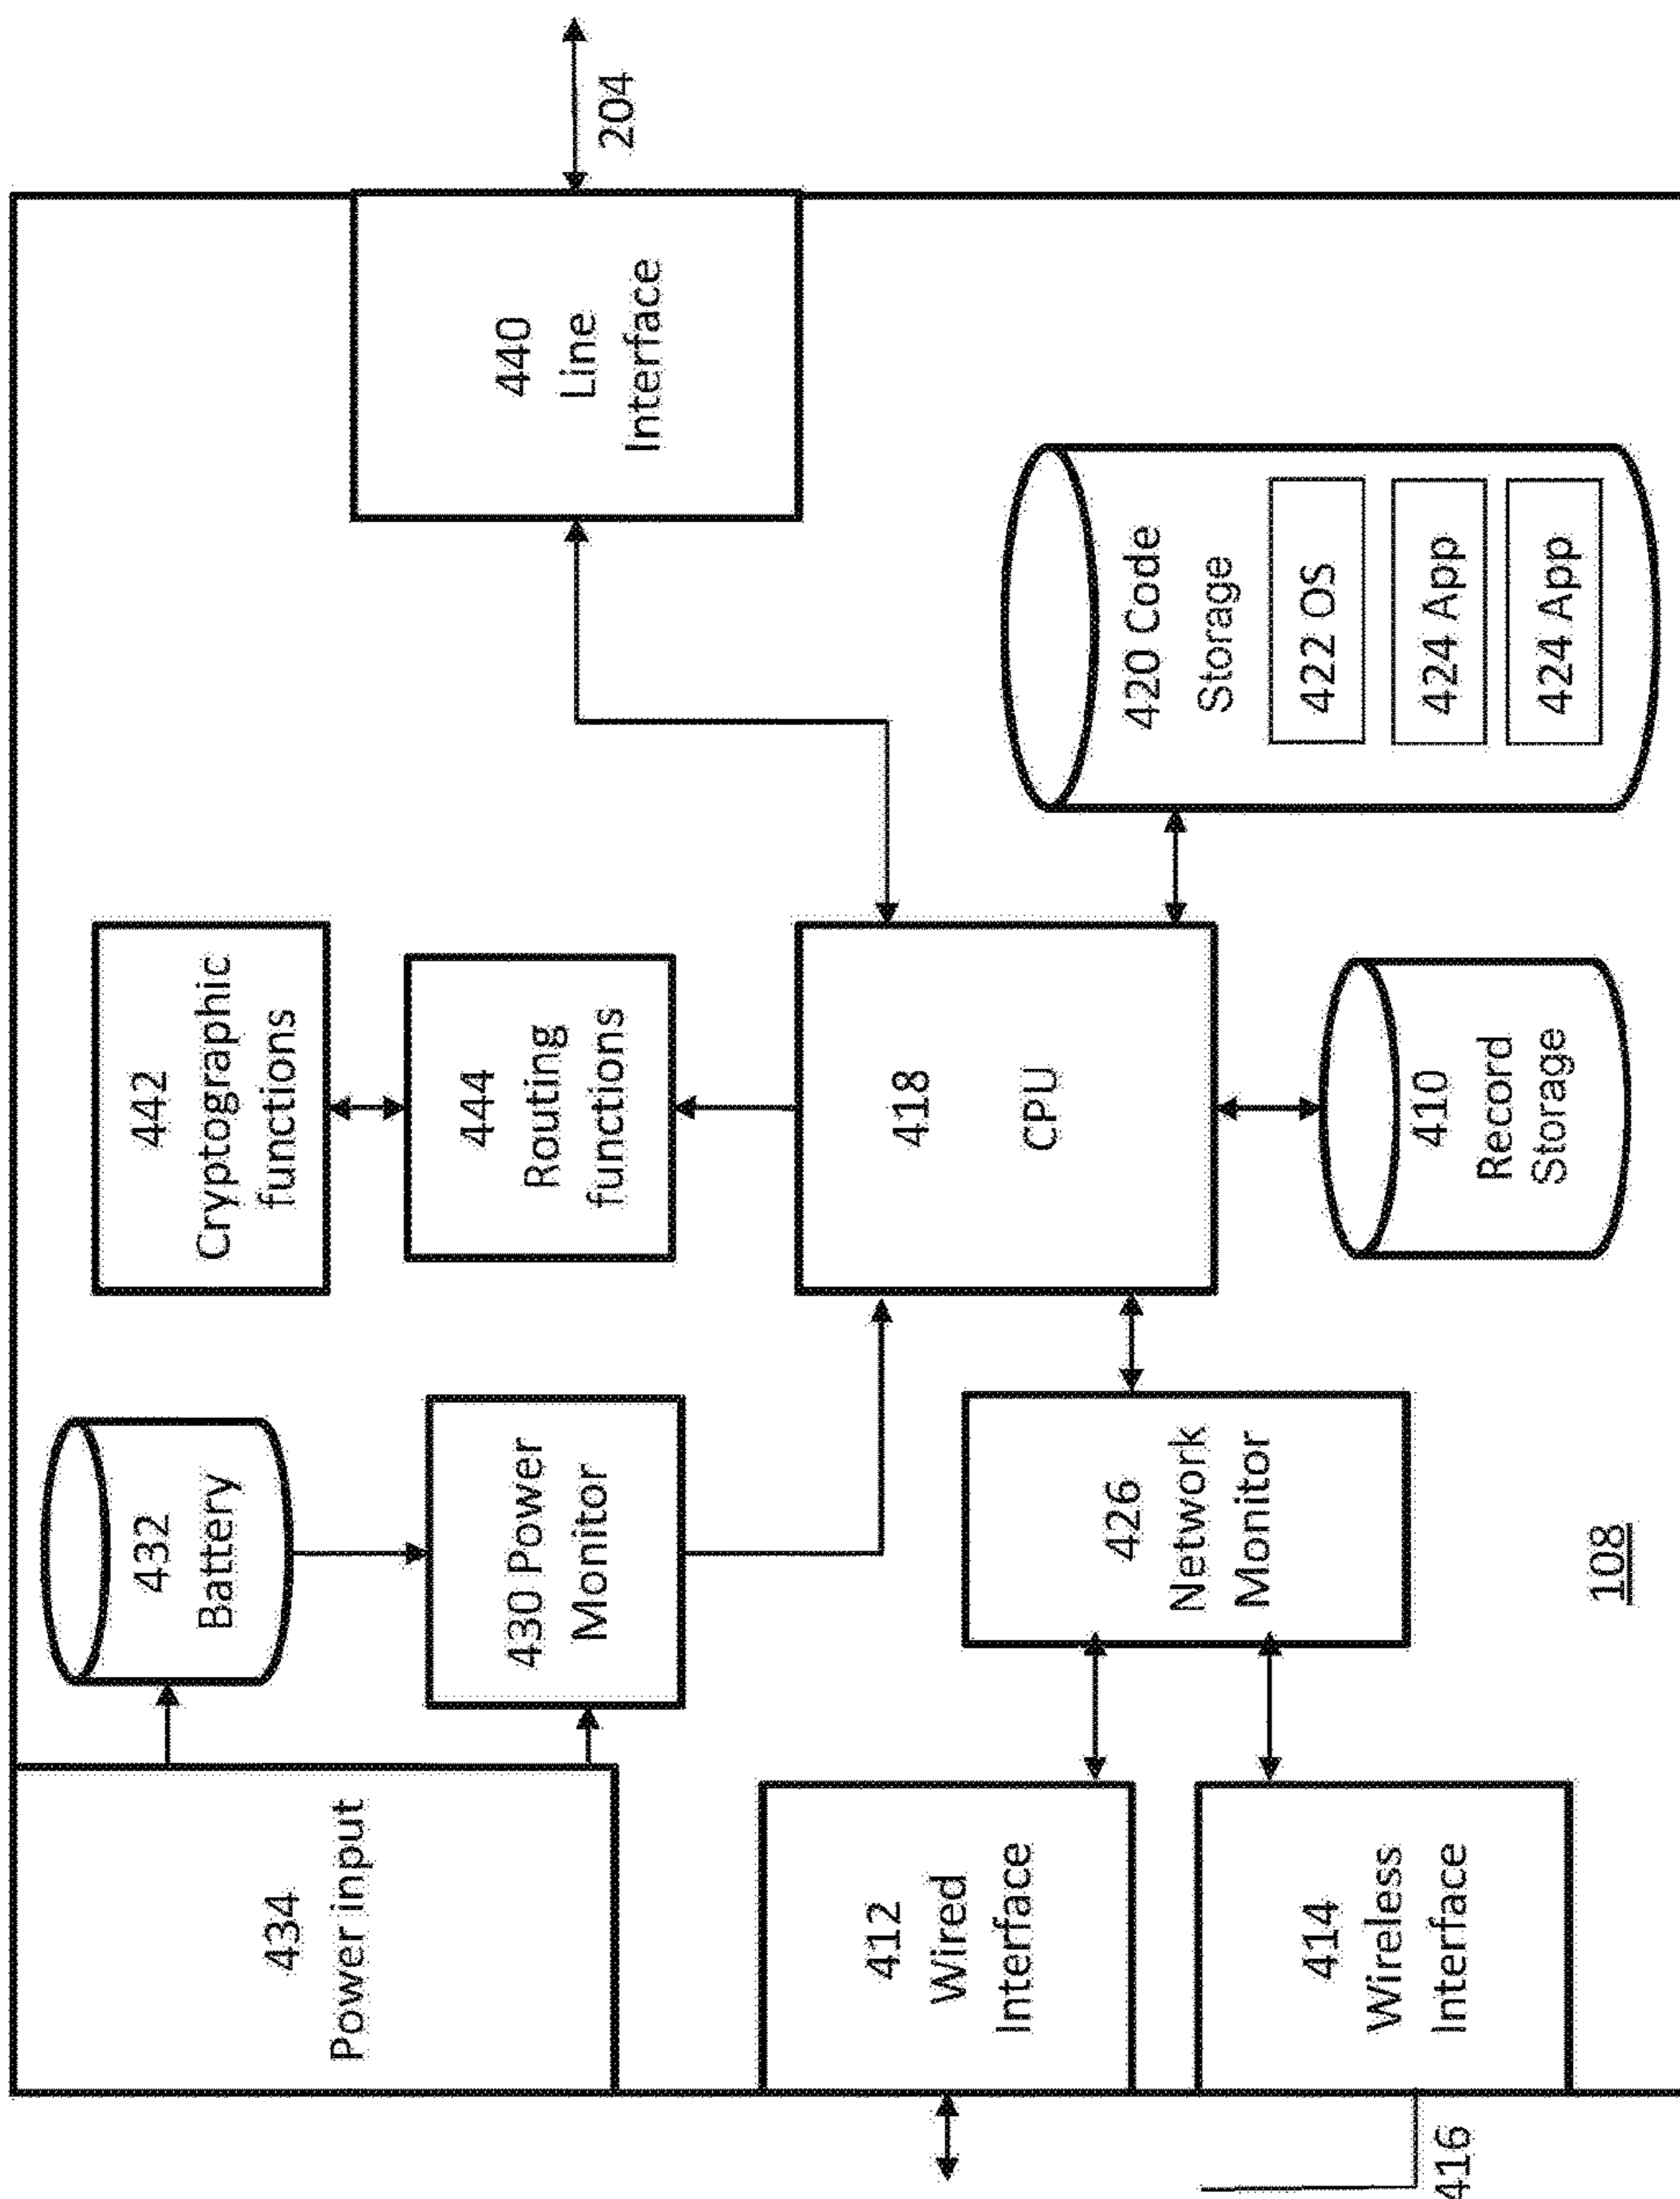 434
Power input
432
Battery
430 Power
Monitor
442
Cryptographic
functions
444
Routing
functions
440
Line
Interface
204
412
Wired
Interface
414
Wireless
Interface
416
426
Network
Monitor
418
CPU
410
Record
Storage
420 Code
Storage
422 OS
424 App
424 App
108